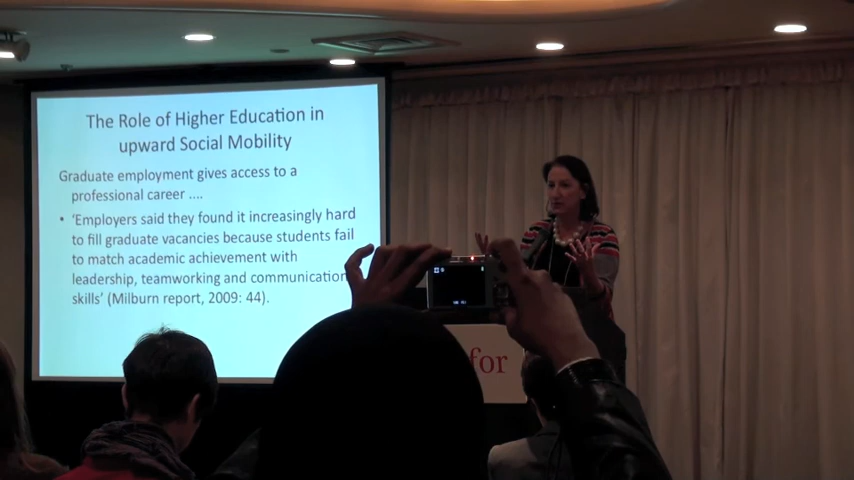 The Role of Higher Education in
upward Social Mobility
Graduate employment gives access to a
professional career ....
• 'Employers said they found it increasingly hard
to fill graduate vacancies because students fail
to match academic achievement with
leadership, teamworking and communication
skills' (Milburn report, 2009: 44).
for